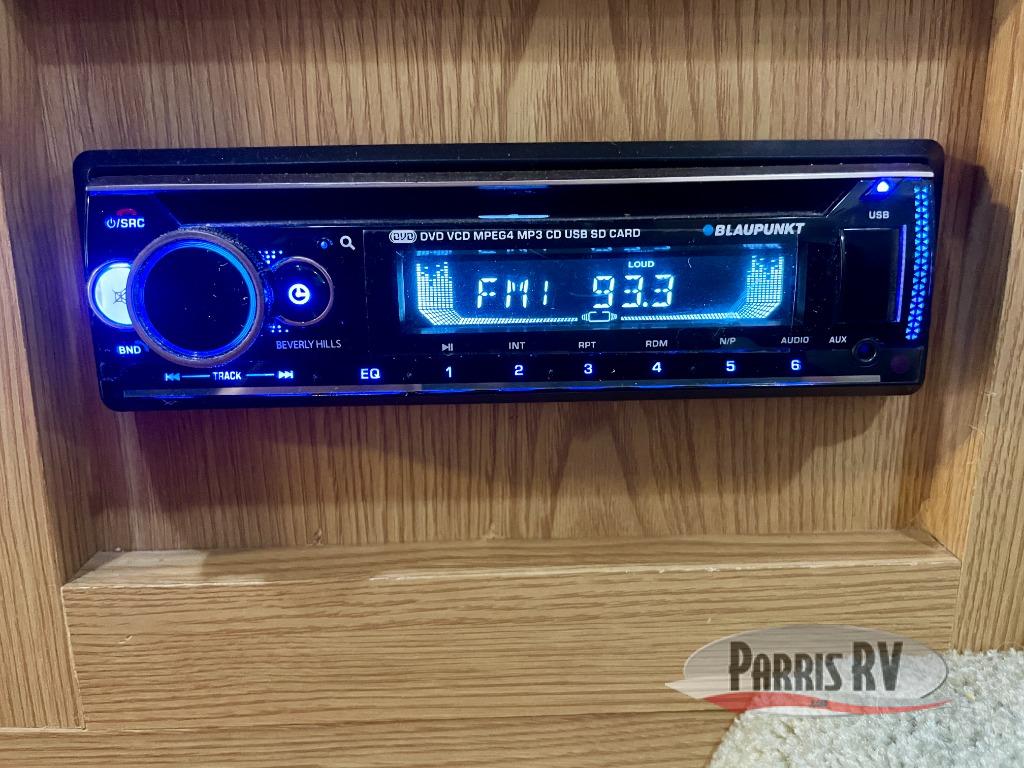 ⏻/SRC
USB
DVD DVD VCD MPEG4 MP3 CD USB SD CARD
BLAUPUNKT
LOUD
FM1 93.3
BND
BEVERLY HILLS
INT RPT RDM N/P AUDIO AUX
TRACK
EQ 1 2 3 4 5 6
PARRIS RV